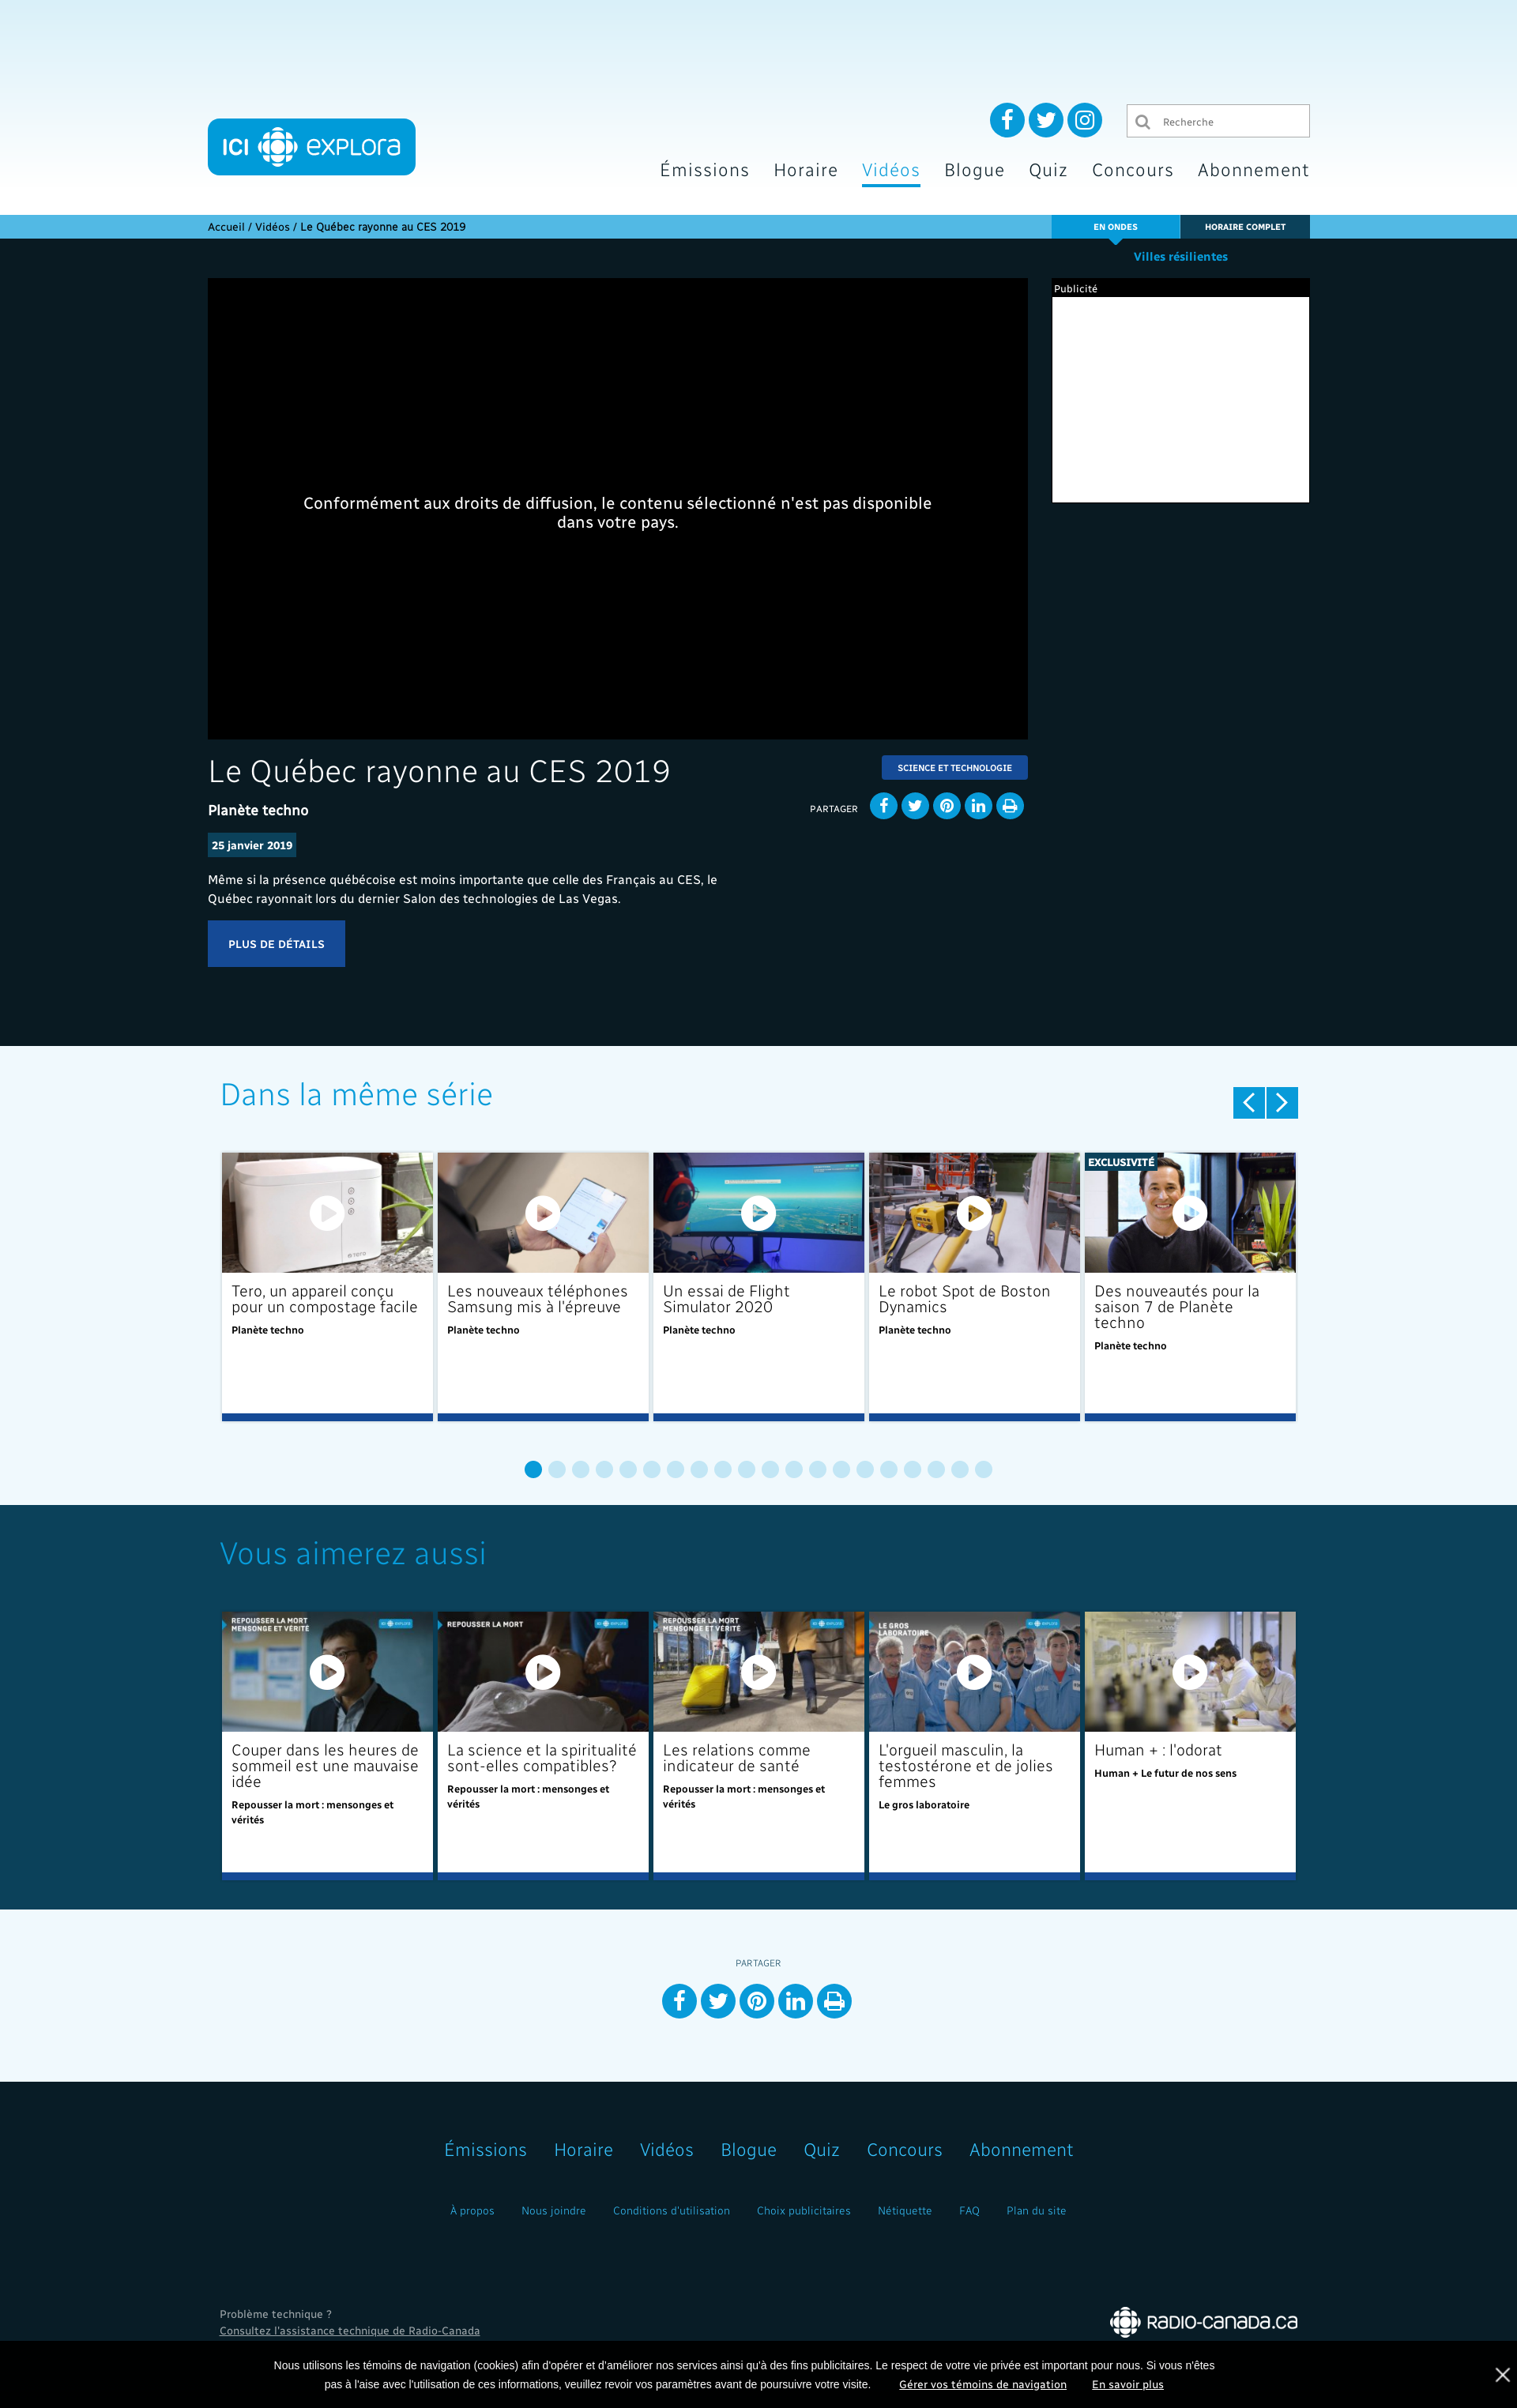 Recherche
ICI explora
Émissions Horaire Vidéos Blogue Quiz Concours Abonnement
Accueil / Vidéos / Le Québec rayonne au CES 2019
EN ONDES
HORAIRE COMPLET
Villes résilientes
Publicité
Conformément aux droits de diffusion, le contenu sélectionné n'est pas disponible
dans votre pays.
Le Québec rayonne au CES 2019
SCIENCE ET TECHNOLOGIE
Planète techno
PARTAGER
25 janvier 2019
Même si la présence québécoise est moins importante que celle des Français au CES, le
Québec rayonnait lors du dernier Salon des technologies de Las Vegas.
PLUS DE DÉTAILS
Dans la même série
TERO
Tero, un appareil conçu
pour un compostage facile
Planète techno
Les nouveaux téléphones
Samsung mis à l'épreuve
Planète techno
Un essai de Flight
Simulator 2020
Planète techno
Le robot Spot de Boston
Dynamics
Planète techno
EXCLUSIVITÉ
Des nouveautés pour la
saison 7 de Planète
techno
Planète techno
Vous aimerez aussi
REPOUSSER LA MORT
MENSONGE ET VÉRITÉ
ICI EXPLORA
Couper dans les heures de
sommeil est une mauvaise
idée
Repousser la mort : mensonges et
vérités
REPOUSSER LA MORT
ICI EXPLORA
La science et la spiritualité
sont-elles compatibles?
Repousser la mort : mensonges et
vérités
REPOUSSER LA MORT
MENSONGE ET VÉRITÉ
ICI EXPLORA
Les relations comme
indicateur de santé
Repousser la mort : mensonges et
vérités
LE GROS
LABORATOIRE
ICI EXPLORA
L'orgueil masculin, la
testostérone et de jolies
femmes
Le gros laboratoire
Human + : l'odorat
Human + Le futur de nos sens
PARTAGER
Émissions Horaire Vidéos Blogue Quiz Concours Abonnement
À propos Nous joindre Conditions d'utilisation Choix publicitaires Nétiquette FAQ Plan du site
Problème technique ?
Consultez l'assistance technique de Radio-Canada
RADIO-CANADA.CA
Nous utilisons les témoins de navigation (cookies) afin d'opérer et d'améliorer nos services ainsi qu'à des fins publicitaires. Le respect de votre vie privée est important pour nous. Si vous n'êtes
pas à l'aise avec l'utilisation de ces informations, veuillez revoir vos paramètres avant de poursuivre votre visite. Gérer vos témoins de navigation En savoir plus